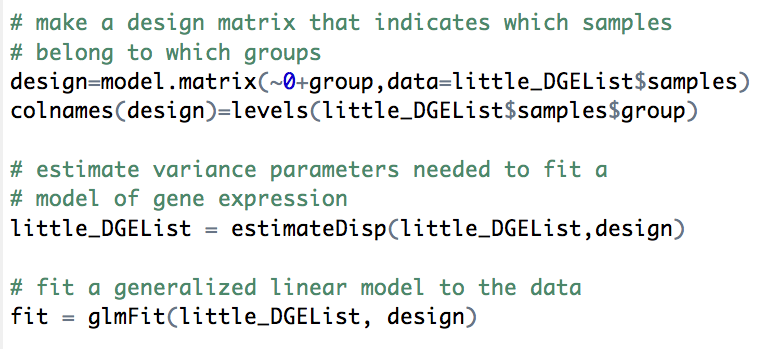 # make a design matrix that indicates which samples
# belong to which groups
design=model.matrix(~0+group,data=little_DGEList$samples)
colnames(design)=levels(little_DGEList$samples$group)
# estimate variance parameters needed to fit a
# model of gene expression
little_DGEList = estimateDisp(little_DGEList,design)
# fit a generalized linear model to the data
fit = glmFit(little_DGEList, design)